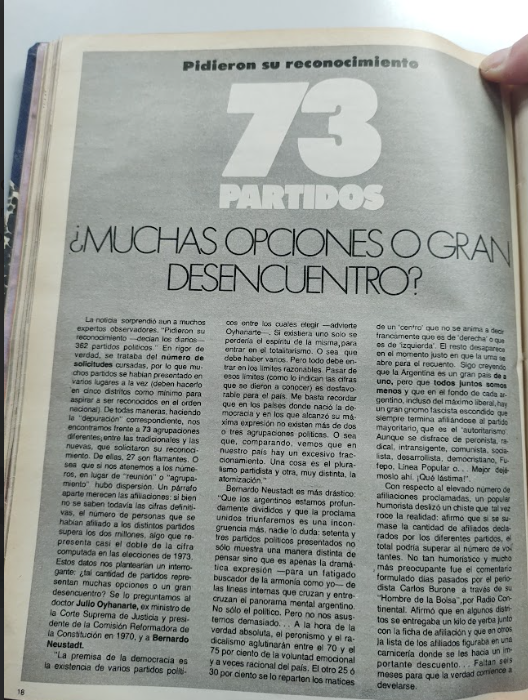 Pidieron su reconocimiento
73
PARTIDOS
¿MUCHAS OPCIONES O GRAN
DESENCUENTRO?
La noticia sorprendió aun a muchos
expertos observadores. "Pidieron su
reconocimiento —decían los diarios—
362 partidos políticos." En rigor de
verdad, se trataba del número de
solicitudes cursadas, por lo que mu-
chos partidos se habían presentado en
varios lugares a la vez (deben hacerlo
en cinco distritos como mínimo para
aspirar a ser reconocidos en el orden
nacional). De todas maneras, haciendo
la "depuración" correspondiente, nos
encontramos frente a 73 agrupaciones
diferentes, entre las tradicionales y las
nuevas, que solicitaron su reconoci-
miento. De ellas, 27 son flamantes. O
sea que si nos atenemos a los núme-
ros, en lugar de "reunión" o "agrupa-
miento" hubo dispersión. Un párrafo
aparte merecen las afiliaciones: si bien
no se saben todavía las cifras definiti-
vas, el número de personas que se
habían afiliado a los distintos partidos
supera los dos millones, algo que re-
presenta casi el doble de la cifra
computada en las elecciones de 1973.
Estos datos nos plantearían un interro-
gante: ¿tal cantidad de partidos repre-
sentan muchas opciones o un gran
desencuentro? Se lo preguntamos al
doctor Julio Oyhanarte, ex ministro de
la Corte Suprema de Justicia y presi-
dente de la Comisión Reformadora de
la Constitución en 1970, y a Bernardo
Neustadt.
"La premisa de la democracia es
la existencia de varios partidos políti-
16
cos entre los cuales elegir —advierte
Oyhanarte—. Si existiera uno solo se
perdería el espíritu de la misma, para
entrar en el totalitarismo. O sea que
debe haber varios. Pero todo debe en-
trar en los límites razonables. Pasar de
esos límites (como lo indican las cifras
que se dieron a conocer) es desfavo-
rable para el país. Me basta recordar
que en los países donde nació la de-
mocracia y en los que alcanzó su má-
xima expresión no existen más de dos
o tres agrupaciones políticas. O sea
que, comparando, vemos que en
nuestro país hay un excesivo frac-
cionamiento. Una cosa es el plura-
lismo partidista y otra, muy distinta, la
atomización."
Bernardo Neustadt es más drástico:
"Que los argentinos estamos profun-
damente divididos y que la proclama
unidos triunfaremos es una incon-
gruencia más, nadie lo duda: setenta y
tres partidos políticos presentados no
sólo muestra una manera distinta de
pensar sino que es apenas la dramá-
tica expresión —para un fatigado
buscador de la armonía como yo— de
las líneas internas que cruzan y entre-
cruzan el panorama mental argentino.
No sólo el político. Pero no nos asus-
temos demasiado... A la hora de la
verdad absoluta, el peronismo y el ra-
dicalismo aglutinarán entre el 70 y el
75 por ciento de la voluntad emocional
y a veces racional del país. El otro 25 ó
30 por ciento se lo reparten los matices
de un 'centro' que no se anima a decir
francamente que es de 'derecha' o que
es de 'izquierda'. El resto desaparece
en el momento justo en que la urna se
abre para el recuento. Sigo creyendo
que la Argentina es un gran país de a
uno, pero que todos juntos somos
menos y que en el fondo de cada ar-
gentino, incluso del máximo liberal, hay
un gran gnomo fascista escondido que
siempre termina afiliándose al partido
mayoritario, que es el 'autoritarismo'.
Aunque se disfrace de peronista, ra-
dical, intransigente, comunista, socia-
lista, desarrollista, democristiano, Fu-
fepo, Línea Popular o... Mejor dejé-
moslo ahí. ¡Qué lástima!".
Con respecto al elevado número de
afiliaciones proclamadas, un popular
humorista deslizó un chiste que tal vez
roce la realidad: afirmó que si se su-
mase la cantidad de afiliados decla-
rados por los diferentes partidos, el
total podría superar al número de vo-
tantes. No tan humorístico y mucho
más preocupante fue el comentario
formulado días pasados por el perio-
dista Carlos Burone a través de su
"Hombre de la Bolsa", por Radio Con-
tinental. Afirmó que en algunos distri-
tos se entregaba un kilo de yerba junto
con la ficha de afiliación y que en otros
la lista de los afiliados figuraba en una
carnicería donde se les hacía un im-
portante descuento... Faltan seis
meses para que la verdad comience a
develarse.